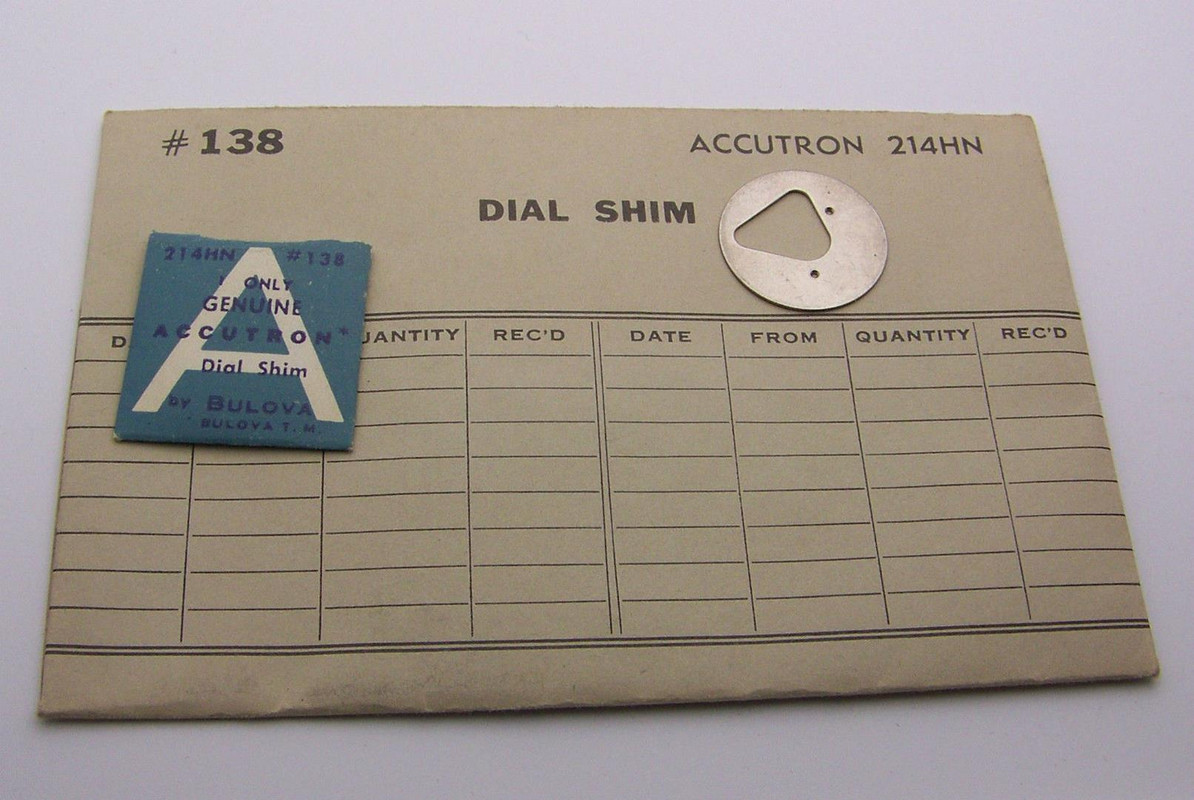 # 138 ACCUTRON 214HN
DIAL SHIM
214HN #138
1 ONLY
GENUINE
ACCUTRON*
Dial Shim
by BULOVA
BULOVA T. M.
D UANTITY REC'D DATE FROM QUANTITY REC'D